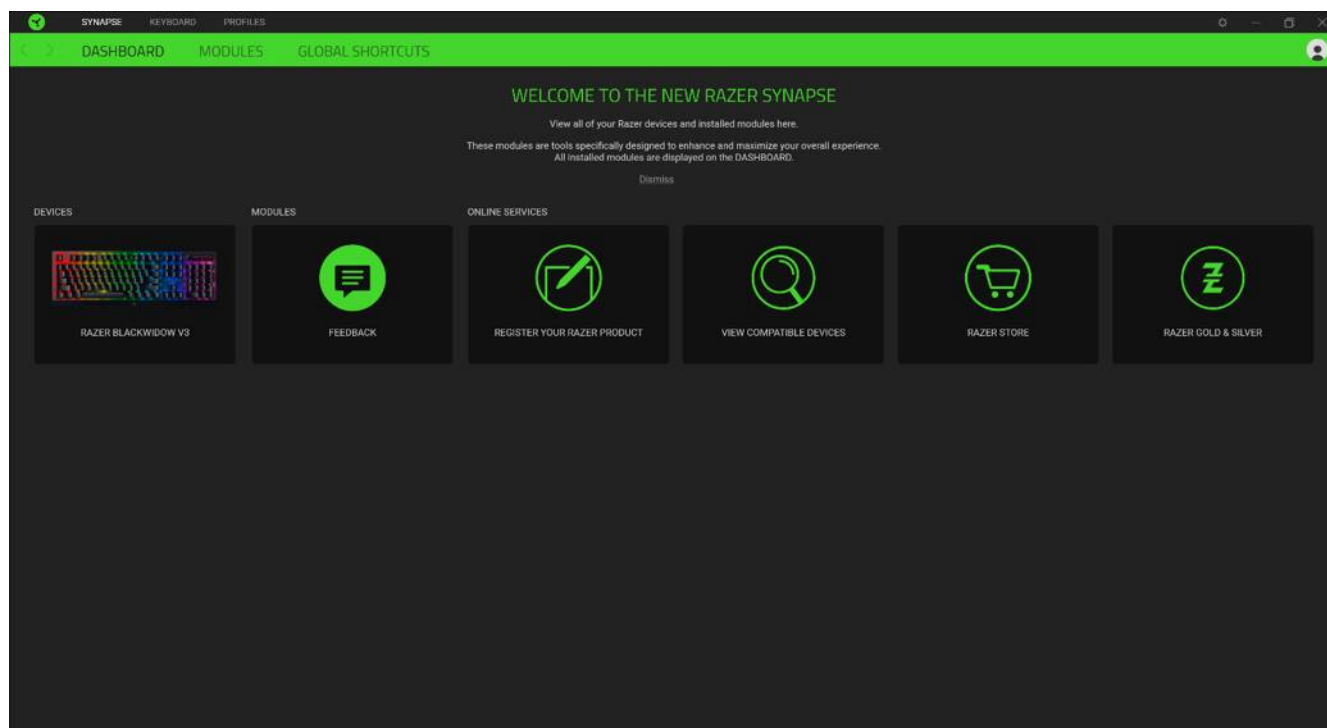 SYNAPSE KEYBOARD PROFILES
DASHBOARD MODULES GLOBAL SHORTCUTS
WELCOME TO THE NEW RAZER SYNAPSE
View all of your Razer devices and installed modules here.
These modules are tools specifically designed to enhance and maximize your overall experience.
All installed modules are displayed on the DASHBOARD.
Dismiss
DEVICES MODULES ONLINE SERVICES
RAZER BLACKWIDOW V3 FEEDBACK REGISTER YOUR RAZER PRODUCT VIEW COMPATIBLE DEVICES RAZER STORE RAZER GOLD & SILVER